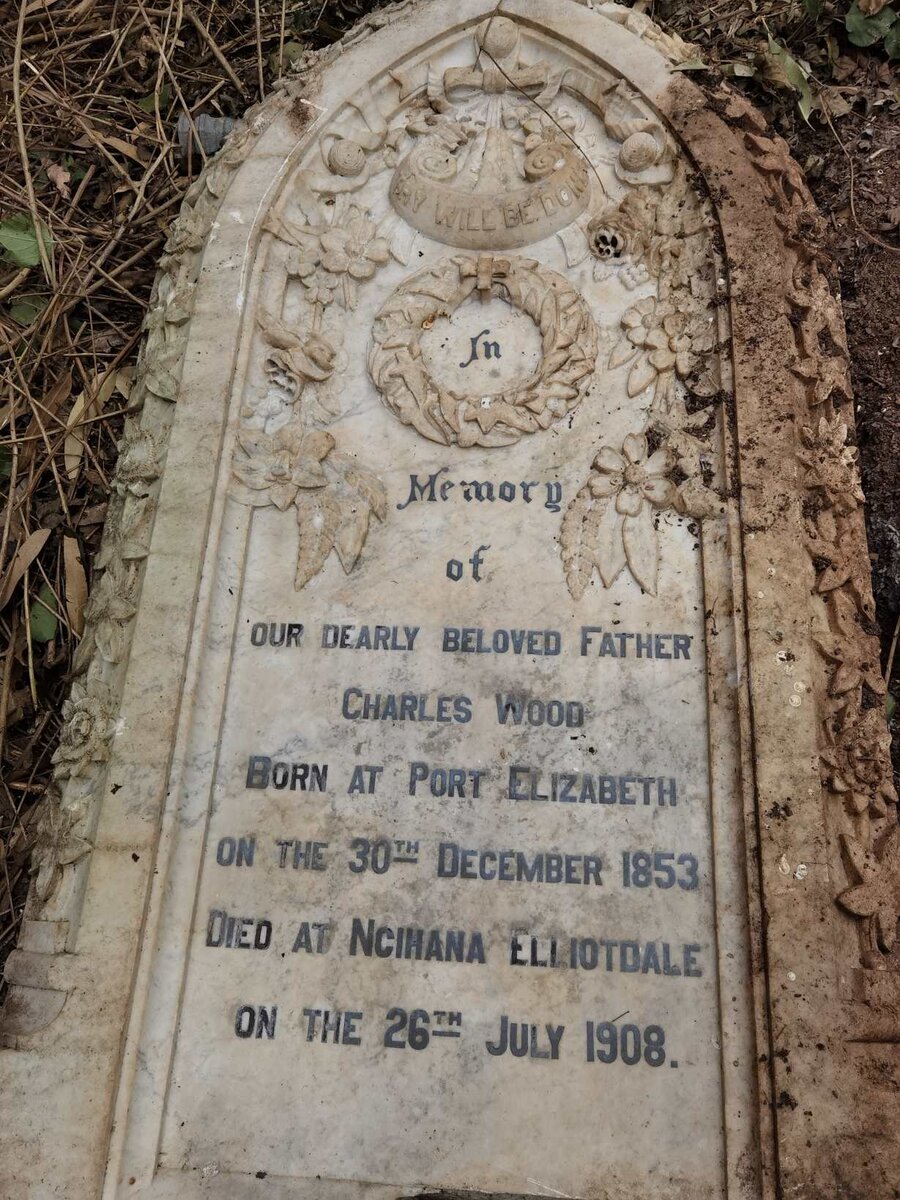 THY WILL BE DONE
In
Memory
of
OUR DEARLY BELOVED FATHER
CHARLES WOOD
BORN AT PORT ELIZABETH
ON THE 30TH DECEMBER 1853
DIED AT NCIHANA ELLIOTDALE
ON THE 26TH JULY 1908.